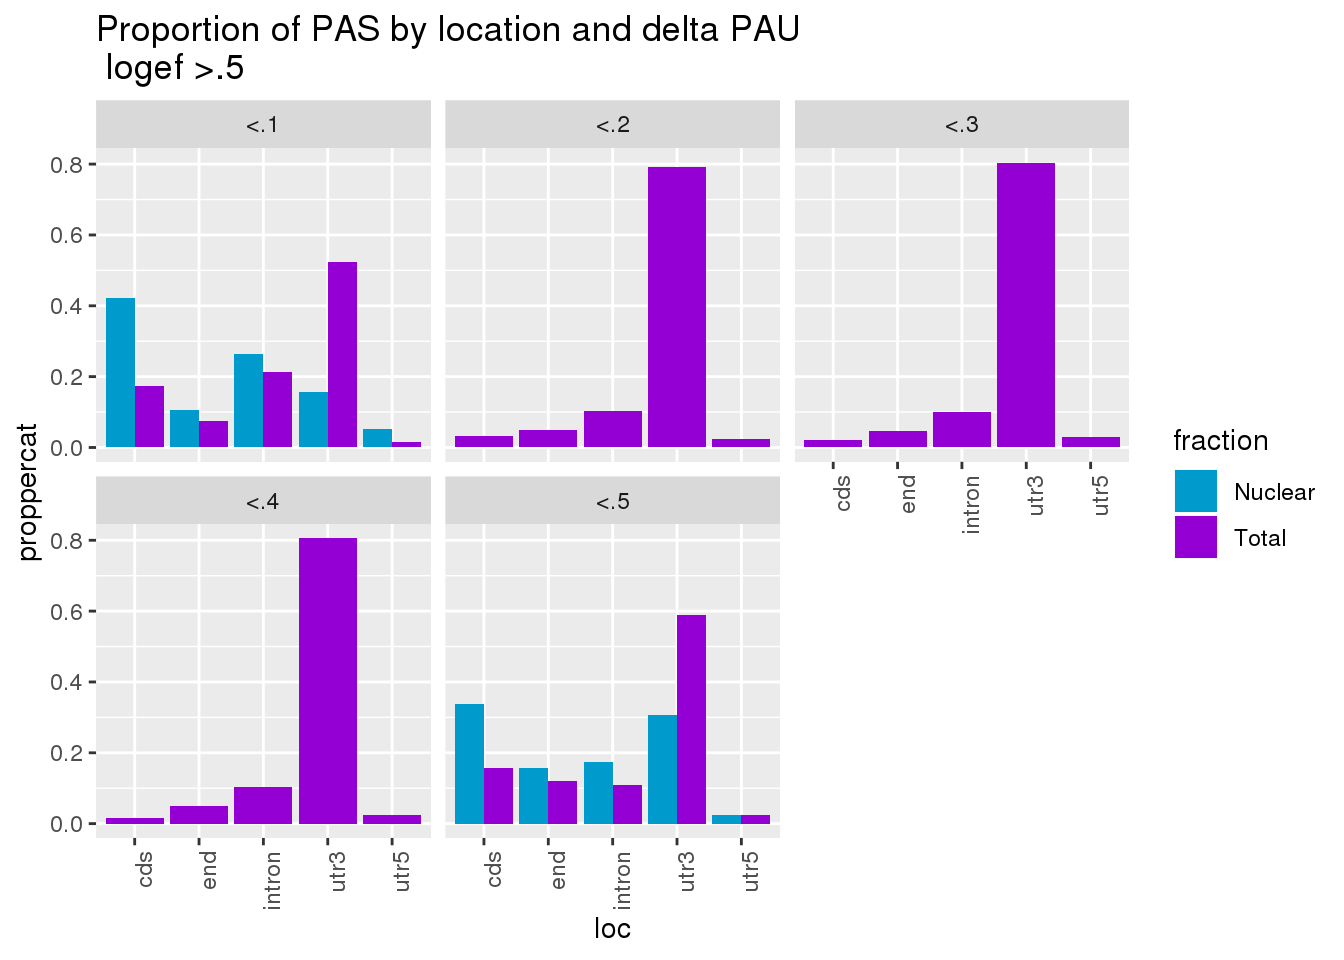 Proportion of PAS by location and delta PAU
logef >.5
<.1
<.2
<.3
0.8
0.6
0.4
0.2
0.0
cds
end
intron
utr3
utr5
<.4
<.5
0.8
0.6
0.4
0.2
0.0
cds
end
intron
utr3
utr5
cds
end
intron
utr3
utr5
loc
proppercat
fraction
Nuclear
Total